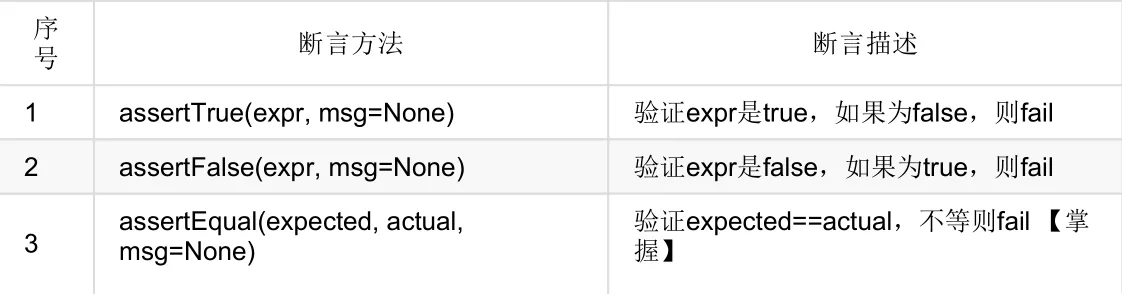 序
号
断言方法
断言描述
1
assertTrue(expr, msg=None)
验证expr是true，如果为false，则fail
2
assertFalse(expr, msg=None)
验证expr是false，如果为true，则fail
3
assertEqual(expected, actual,
msg=None)
验证expected==actual，不等则fail 【掌
握】